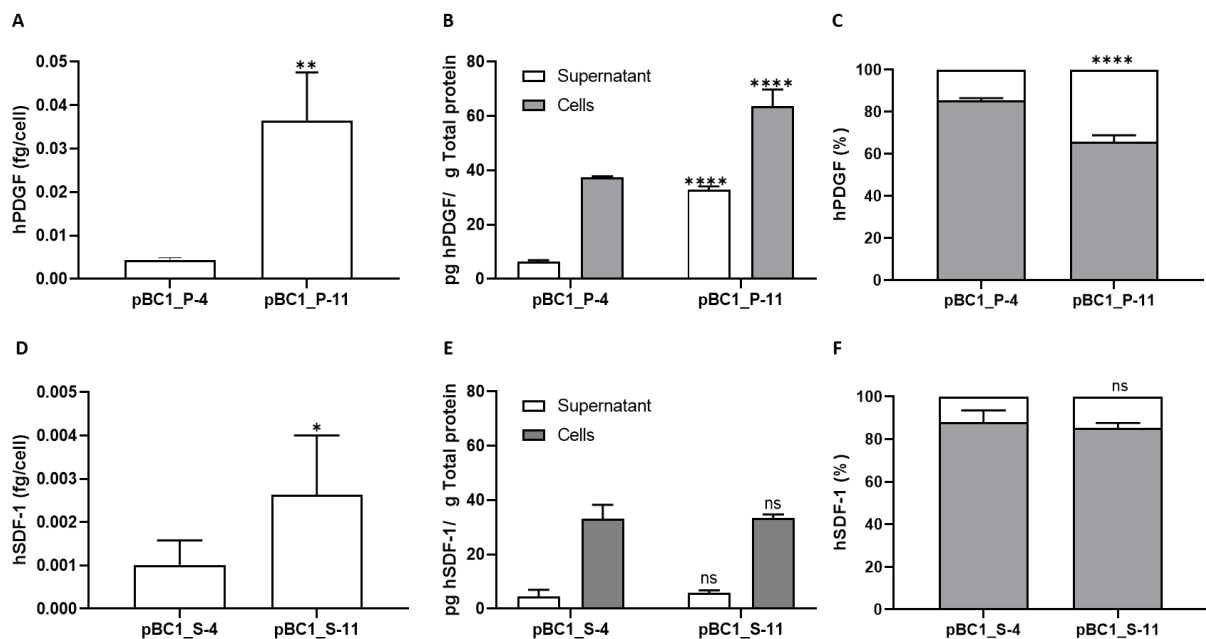 A
hPDGF (fg/cell)
0.05
0.04
0.03
0.02
0.01
0.00
**
pBC1_P-4 pBC1_P-11
B
pg hPDGF/ g Total protein
80
60
40
20
0
Supernatant
Cells
****
****
pBC1_P-4 pBC1_P-11
C
hPDGF (%)
100
80
60
40
20
0
****
pBC1_P-4 pBC1_P-11
D
hSDF-1 (fg/cell)
0.005
0.004
0.003
0.002
0.001
0.000
*
pBC1_S-4 pBC1_S-11
E
pg hSDF-1/ g Total protein
80
60
40
20
0
Supernatant
Cells
ns
ns
pBC1_S-4 pBC1_S-11
F
hSDF-1 (%)
100
80
60
40
20
0
ns
pBC1_S-4 pBC1_S-11